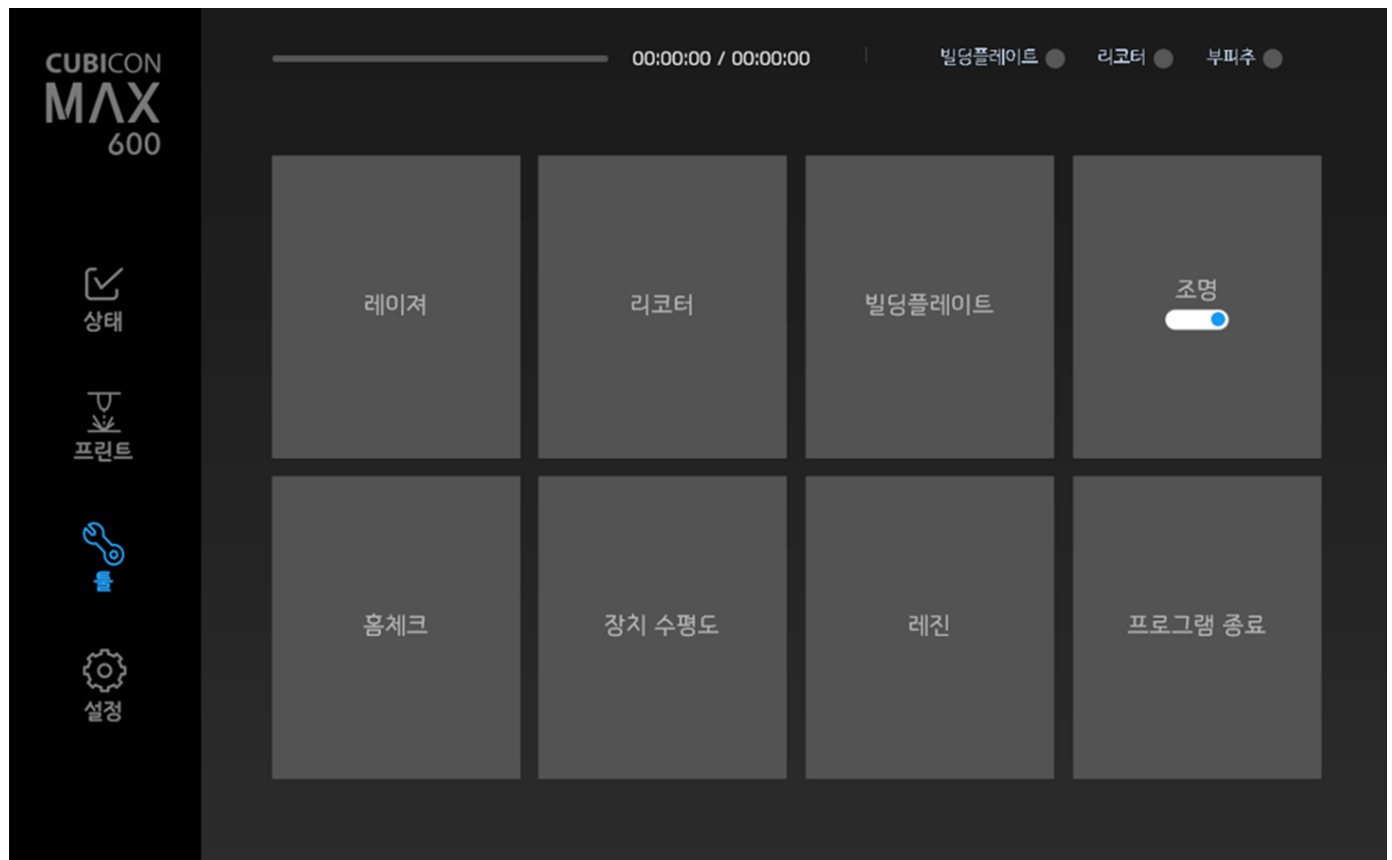 CUBICON
MAX
600
00:00:00 / 00:00:00
빌딩플레이트
리코터
부피추
상태
프린트
툴
설정
레이져
리코터
빌딩플레이트
조명
홈체크
장치 수평도
레진
프로그램 종료